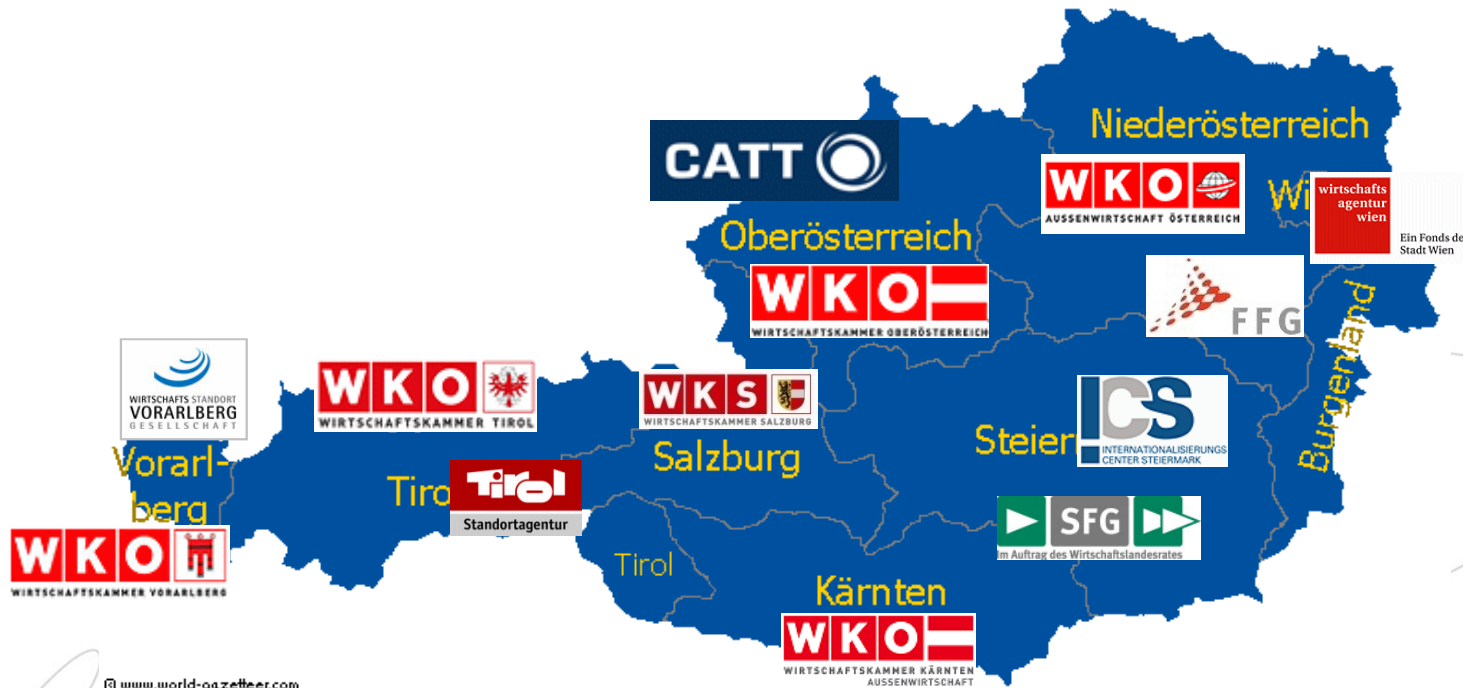 Niederösterreich
CATT
WKO
AUSSENWIRTSCHAFT ÖSTERREICH
Wi
wirtschafts
agentur
wien
Ein Fonds de
Stadt Wien
Oberösterreich
WKO
WIRTSCHAFTSKAMMER OBERÖSTERREICH
FFG
Burgenland
WIRTSCHAFTS STANDORT
VORARLBERG
GESELLSCHAFT
WKO
WIRTSCHAFTSKAMMER TIROL
WKS
WIRTSCHAFTSKAMMER SALZBURG
Salzburg
Steier
ICS
INTERNATIONALISIERUNGS
CENTER STEIERMARK
Vorarl-
berg
Tiro
Tirol
Standortagentur
SFG
Im Auftrag des Wirtschaftslandesrates
WKO
WIRTSCHAFTSKAMMER VORARLBERG
Tirol
Kärnten
WKO
WIRTSCHAFTSKAMMER KÄRNTEN
AUSSENWIRTSCHAFT
© www.world-gazetteer.com